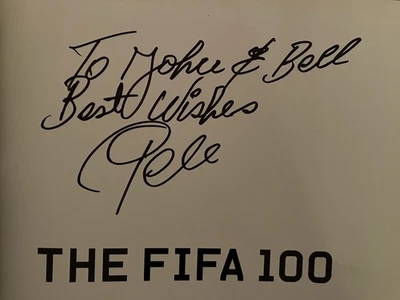 To John & Bell
Best Wishes
Pele
THE FIFA 100